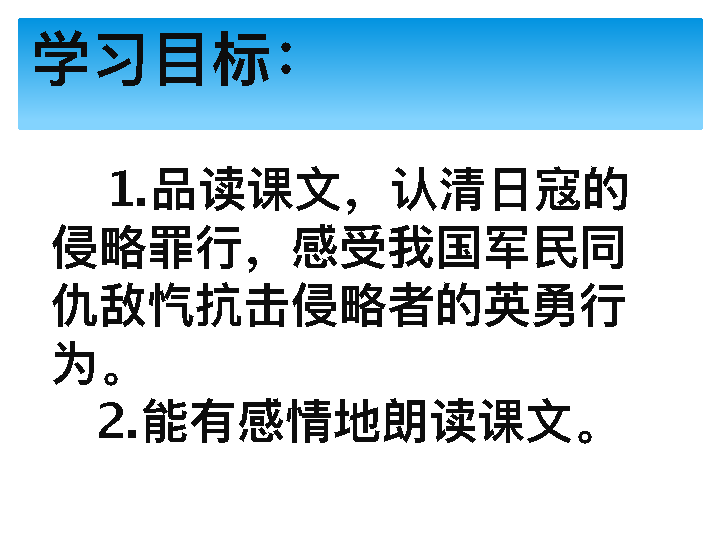 学习目标：
1.品读课文，认清日寇的
侵略罪行，感受我国军民同
仇敌忾抗击侵略者的英勇行
为。
2.能有感情地朗读课文。